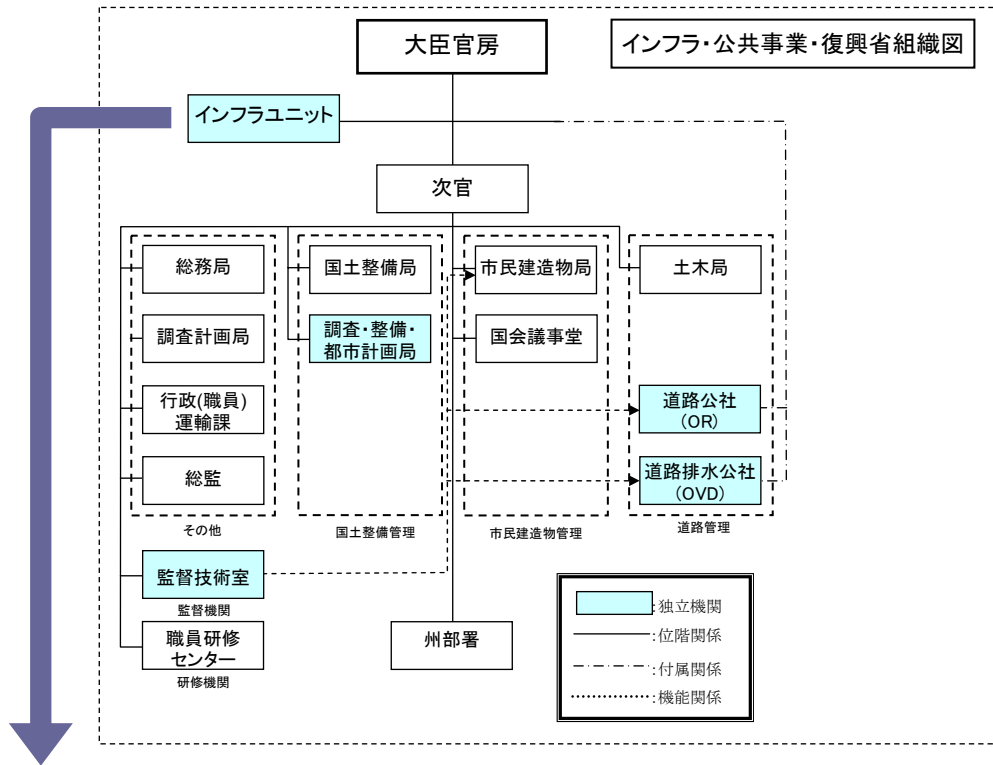 大臣官房
インフラ・公共事業・復興省組織図
インフラユニット
次官
総務局
国土整備局
市民建造物局
土木局
調査計画局
調査・整備・
都市計画局
国会議事堂
行政(職員)
運輸課
道路公社
(OR)
総監
道路排水公社
(OVD)
その他
国土整備管理
市民建造物管理
道路管理
監督技術室
監督機関
職員研修
センター
研修機関
州部署
:独立機関
:位階関係
:付属関係
:機能関係